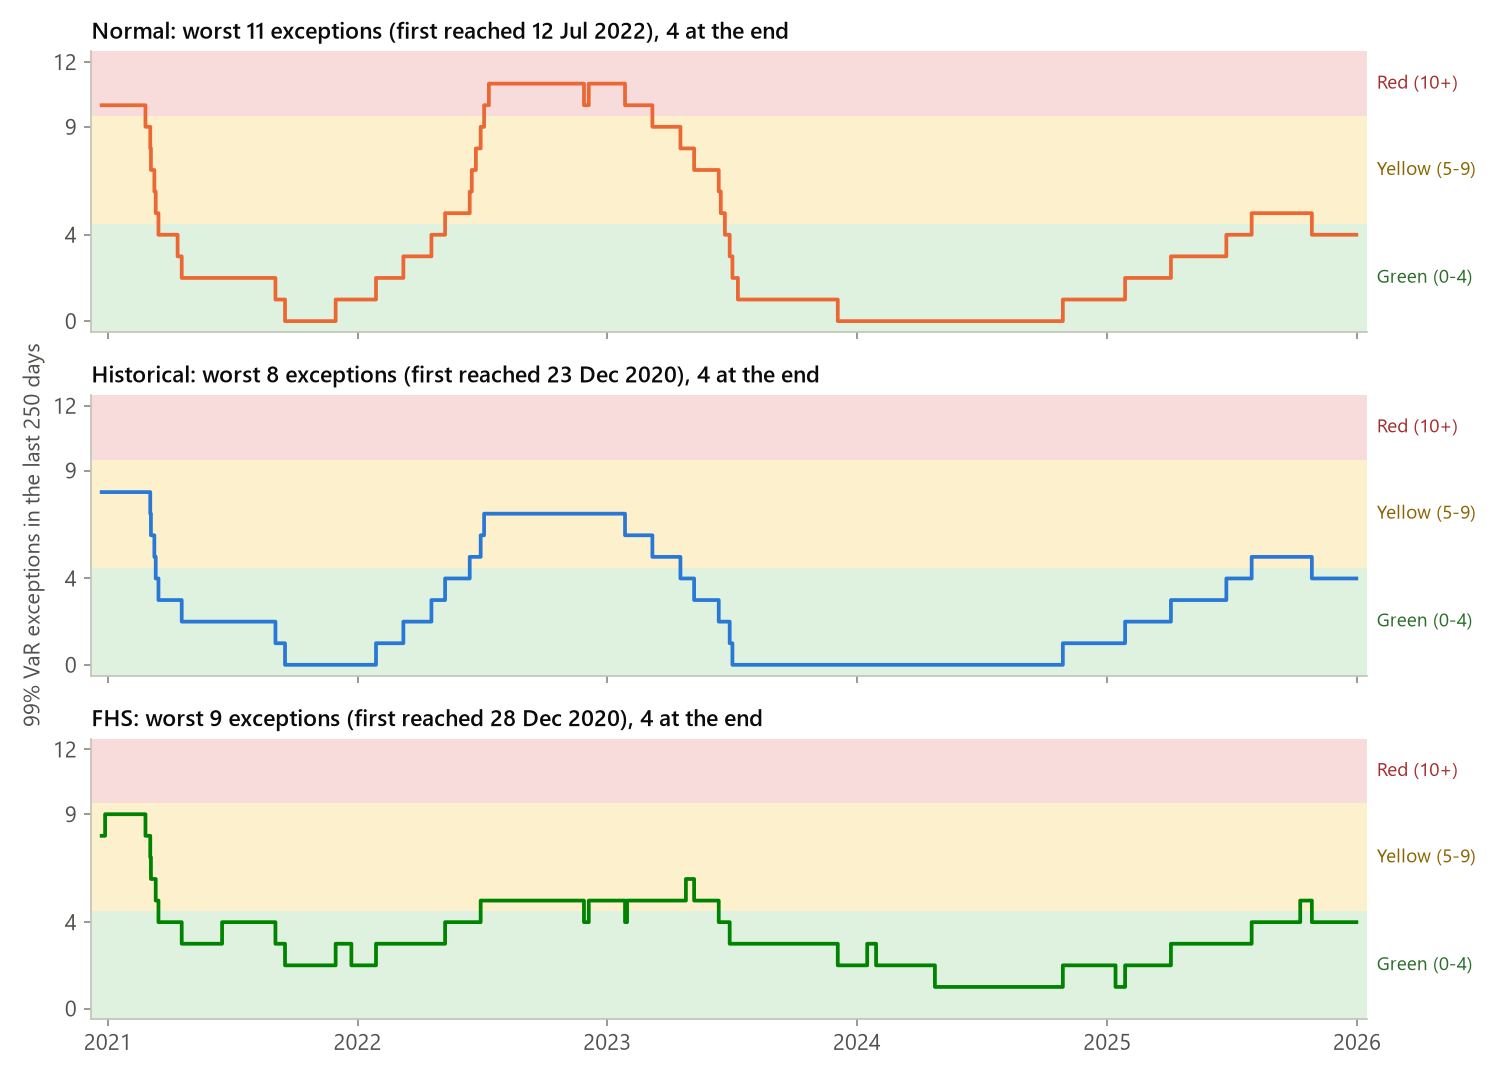 Normal: worst 11 exceptions (first reached 12 Jul 2022), 4 at the end
12
9
4
0
Red (10+)
Yellow (5-9)
Green (0-4)
99% VaR exceptions in the last 250 days
Historical: worst 8 exceptions (first reached 23 Dec 2020), 4 at the end
12
9
4
0
Red (10+)
Yellow (5-9)
Green (0-4)
FHS: worst 9 exceptions (first reached 28 Dec 2020), 4 at the end
12
9
4
0
Red (10+)
Yellow (5-9)
Green (0-4)
2021 2022 2023 2024 2025 2026